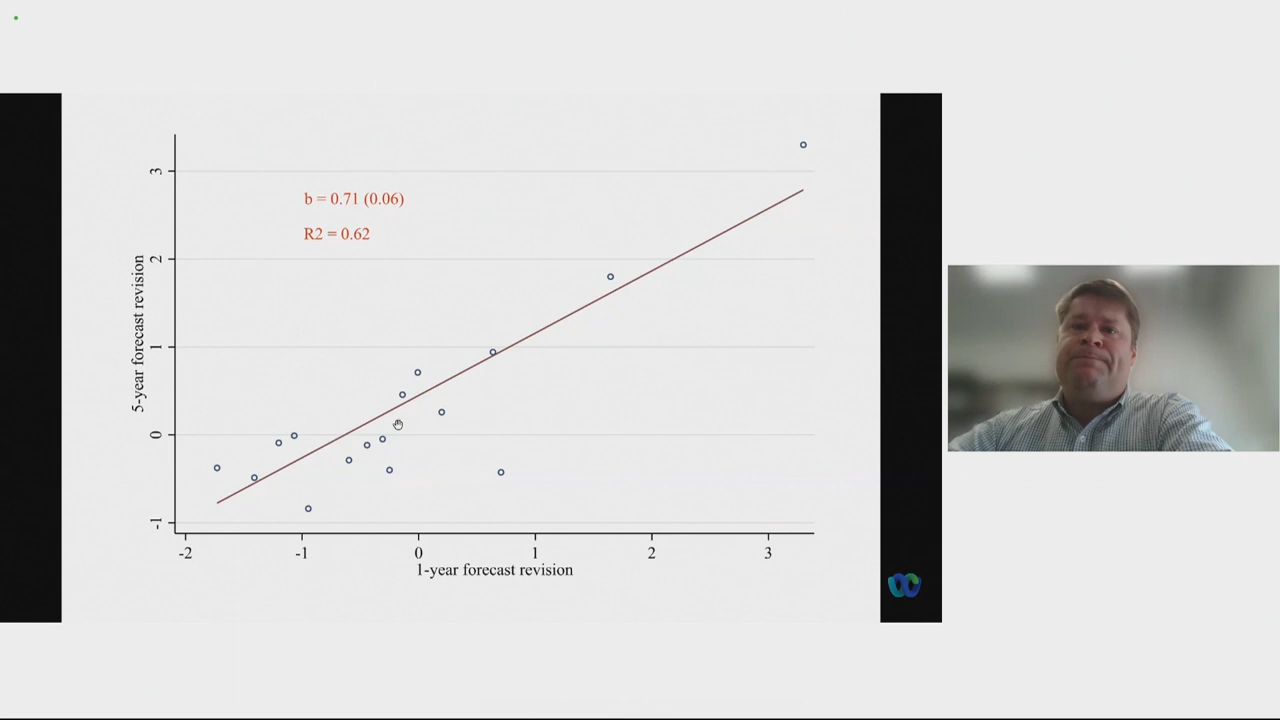 b = 0.71 (0.06)
R2 = 0.62
5-year forecast revision
3
2
1
0
-1
-2
-1
0
1
2
3
1-year forecast revision